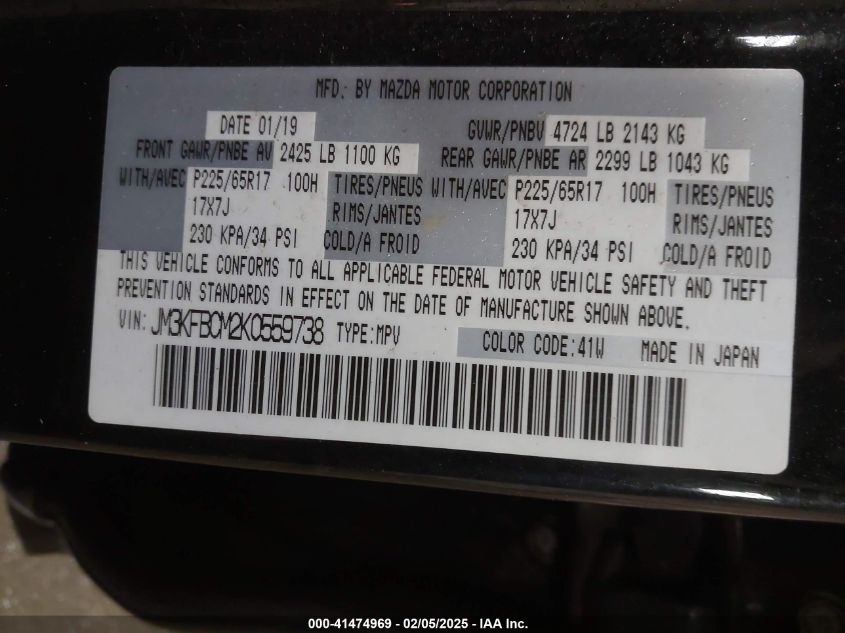 MFD. BY MAZDA MOTOR CORPORATION
DATE 01/19 GVWR/PNBV 4724 LB 2143 KG
FRONT GAWR/PNBE AV 2425 LB 1100 KG REAR GAWR/PNBE AR 2299 LB 1043 KG
WITH/AVEC P225/65R17 100H TIRES/PNEUS WITH/AVEC P225/65R17 100H TIRES/PNEUS
17X7J RIMS/JANTES 17X7J RIMS/JANTES
230 KPA/34 PSI COLD/A FROID 230 KPA/34 PSI COLD/A FROID
THIS VEHICLE CONFORMS TO ALL APPLICABLE FEDERAL MOTOR VEHICLE SAFETY AND THEFT
PREVENTION STANDARDS IN EFFECT ON THE DATE OF MANUFACTURE SHOWN ABOVE.
VIN: JM3KFBCM2K0559738 TYPE:MPV COLOR CODE:41W MADE IN JAPAN
000-41474969 | 02/05/2025 - IAA Inc.